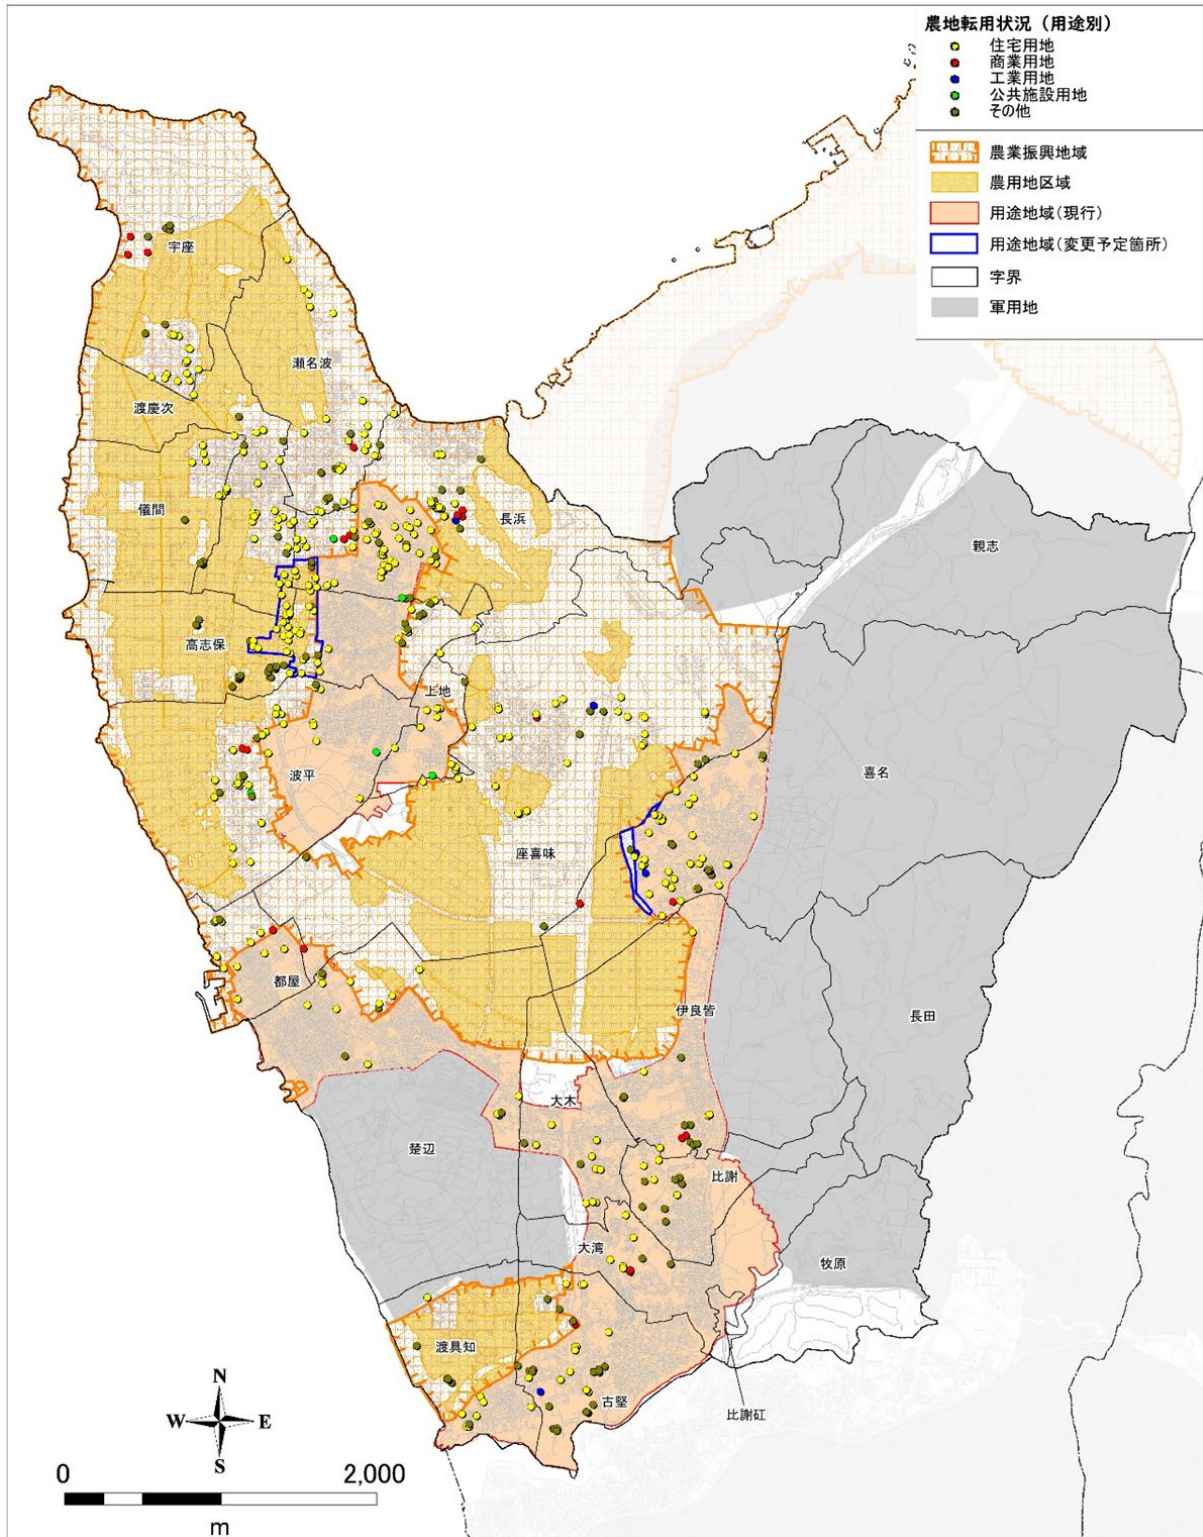 農地転用状況(用途別)
住宅用地
商業用地
工業用地
公共施設用地
その他
農業振興地域
農用地区域
用途地域(現行)
用途地域(変更予定箇所)
字界
軍用地
宇座
瀬名波
渡慶次
儀間
長浜
親志
高志保
上地
喜名
波平
座喜味
都屋
伊良皆
長田
大木
楚辺
比謝
大湾
牧原
渡具知
古堅
比謝矼
N
W E
S
0 2,000
m